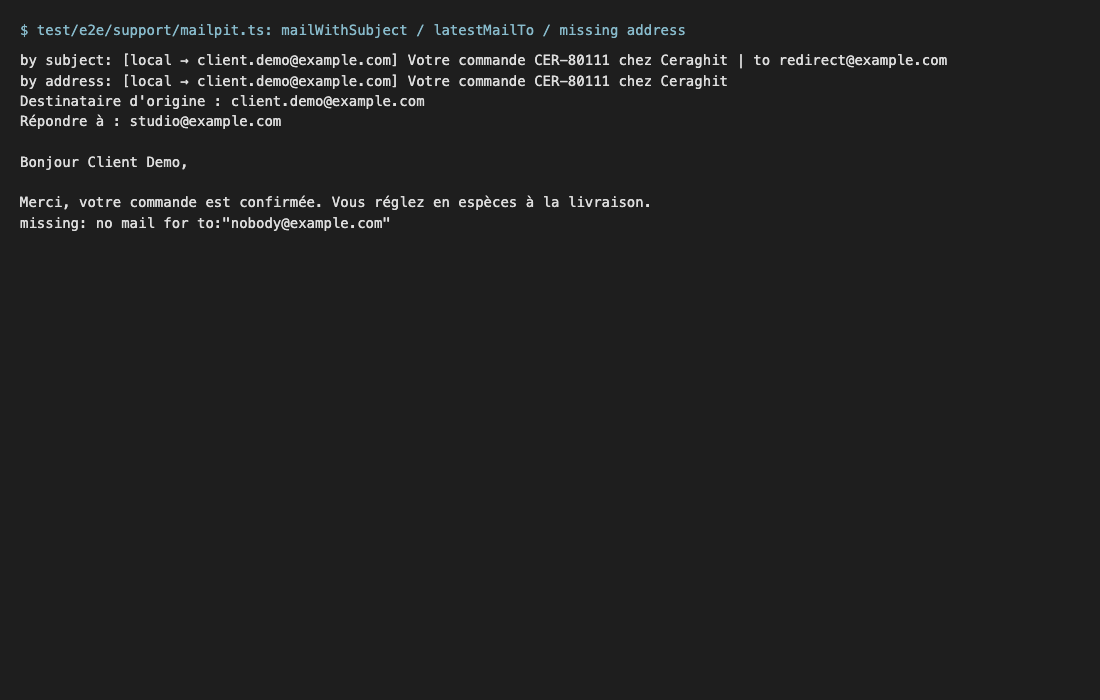 $ test/e2e/support/mailpit.ts: mailWithSubject / latestMailTo / missing address
by subject: [local → client.demo@example.com] Votre commande CER-80111 chez Ceraghit | to redirect@example.com
by address: [local → client.demo@example.com] Votre commande CER-80111 chez Ceraghit
Destinataire d'origine : client.demo@example.com
Répondre à : studio@example.com
Bonjour Client Demo,
Merci, votre commande est confirmée. Vous réglez en espèces à la livraison.
missing: no mail for to:"nobody@example.com"